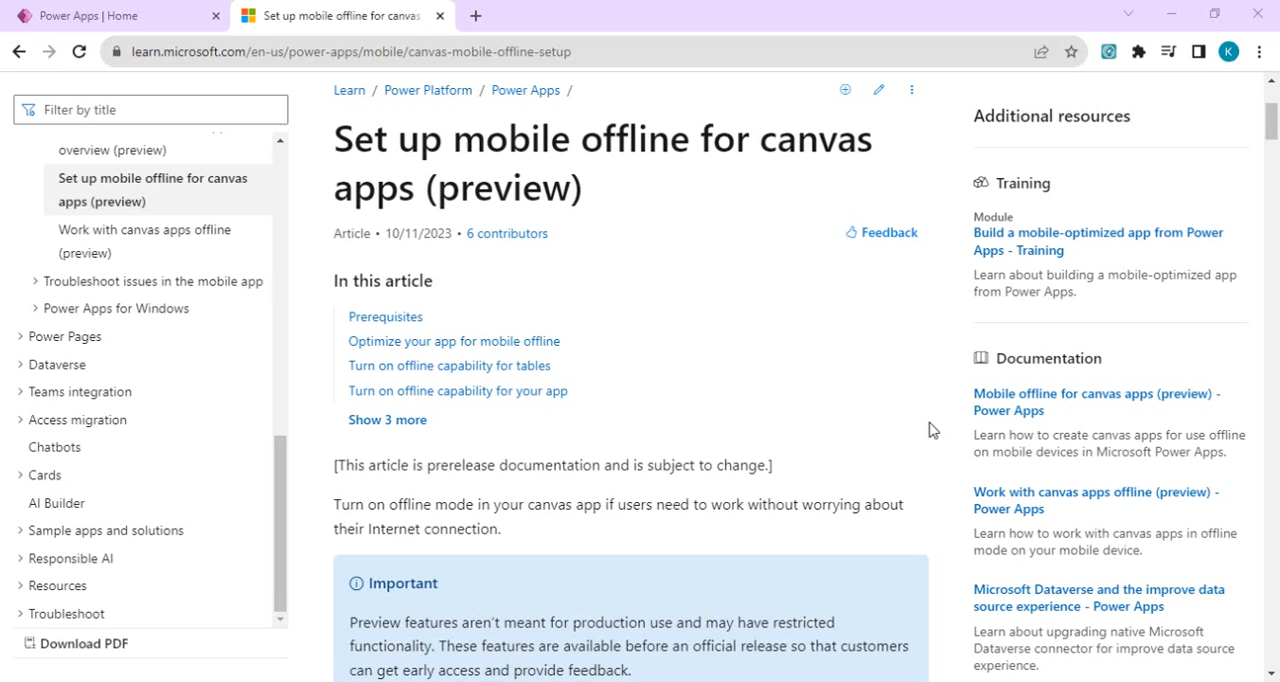 Power Apps | Home
Set up mobile offline for canvas
learn.microsoft.com/en-us/power-apps/mobile/canvas-mobile-offline-setup
K
Filter by title
overview (preview)
Set up mobile offline for canvas
apps (preview)
Work with canvas apps offline
(preview)
Troubleshoot issues in the mobile app
Power Apps for Windows
Power Pages
Dataverse
Teams integration
Access migration
Chatbots
Cards
AI Builder
Sample apps and solutions
Responsible AI
Resources
Troubleshoot
Download PDF
Learn / Power Platform / Power Apps /
Set up mobile offline for canvas
apps (preview)
Article • 10/11/2023 • 6 contributors
Feedback
In this article
Prerequisites
Optimize your app for mobile offline
Turn on offline capability for tables
Turn on offline capability for your app
Show 3 more
[This article is prerelease documentation and is subject to change.]
Turn on offline mode in your canvas app if users need to work without worrying about
their Internet connection.
Important
Preview features aren't meant for production use and may have restricted
functionality. These features are available before an official release so that customers
can get early access and provide feedback.
Additional resources
Training
Module
Build a mobile-optimized app from Power
Apps - Training
Learn about building a mobile-optimized app
from Power Apps.
Documentation
Mobile offline for canvas apps (preview) -
Power Apps
Learn how to create canvas apps for use offline
on mobile devices in Microsoft Power Apps.
Work with canvas apps offline (preview) -
Power Apps
Learn how to work with canvas apps in offline
mode on your mobile device.
Microsoft Dataverse and the improve data
source experience - Power Apps
Learn about upgrading native Microsoft
Dataverse connector for improve data source
experience.